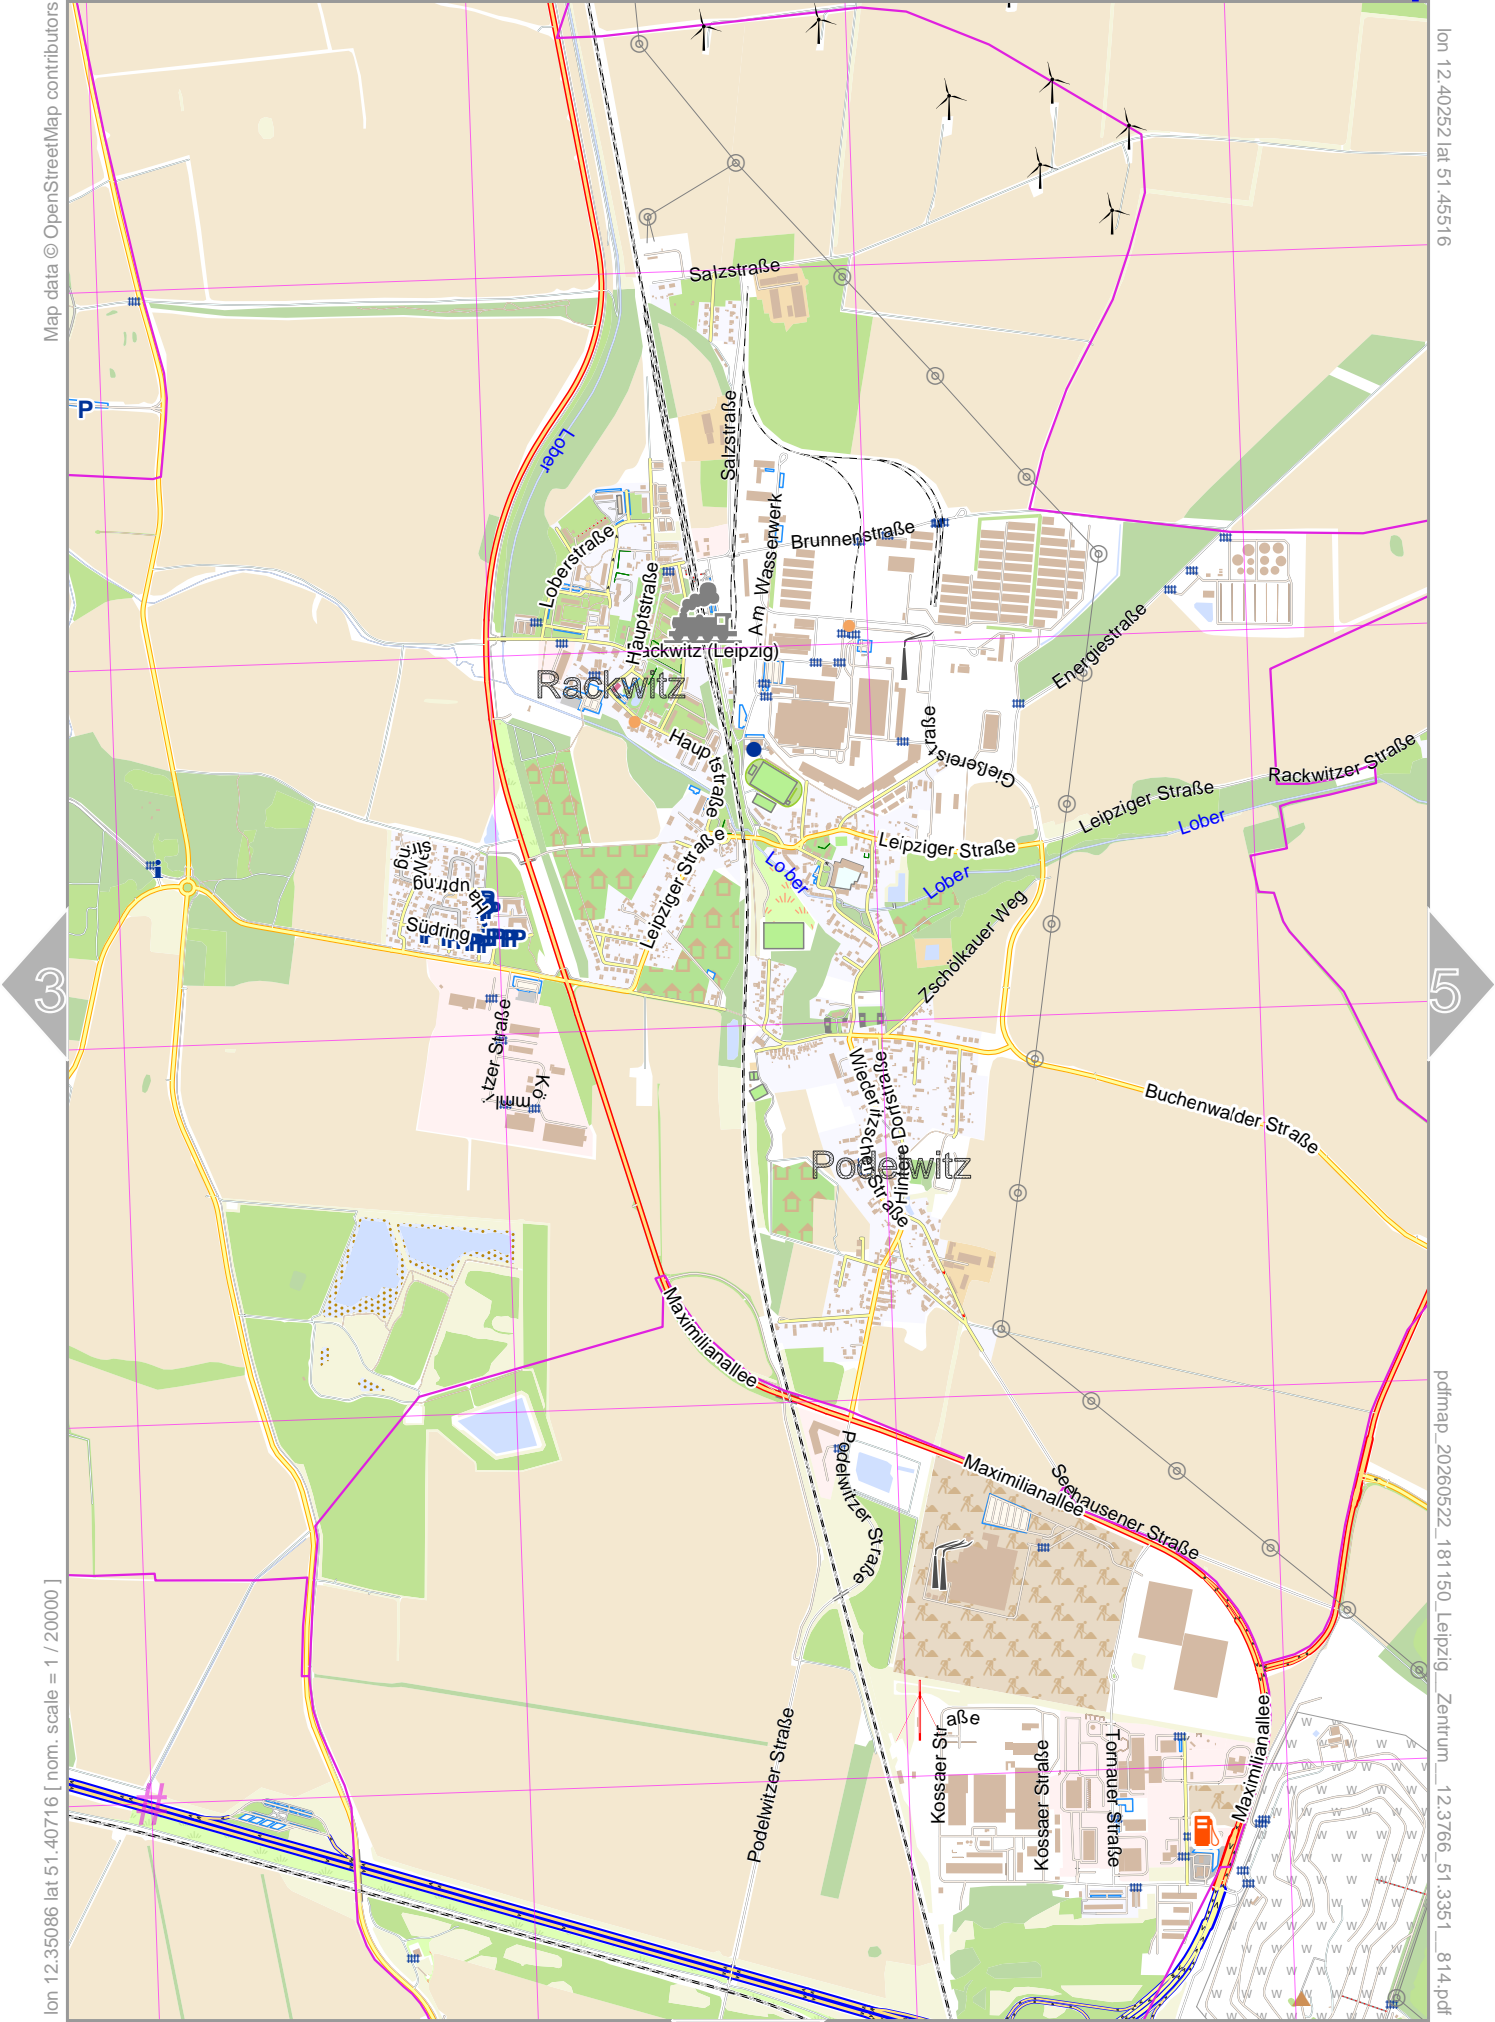 Map data © OpenStreetMap contributors
lon 12.40252 lat 51.45516
Salzstraße
Salzstraße
Lober
Brunnenstraße
Am Wasserwerk
Loberstraße
Hauptstraße
ackwitz (Leipzig)
Rackwitz
Energiestraße
Hauptstraße
Gießereistraße
Rackwitzer Straße
Leipziger Straße
Lober
Leipziger Straße
Lober
Lober
Leipziger Straße
Südring
Zschölkauer Weg
P
i
3
5
tzer Straße
Wiederitzscher Straße
Hintere Dorfstraße
Buchenwalder Straße
Podelwitz
Maximilianallee
Podelwitzer Straße
Maximilianallee
Seehausener Straße
Podelwitzer Straße
Kossaer Straße
Kossaer Straße
Tornauer Straße
Maximilianallee
#
lon 12.35086 lat 51.40716 [ nom. scale = 1 / 20000 ]
pdfmap_20260522_181150_Leipzig__Zentrum__12.3766_51.3351__814.pdf